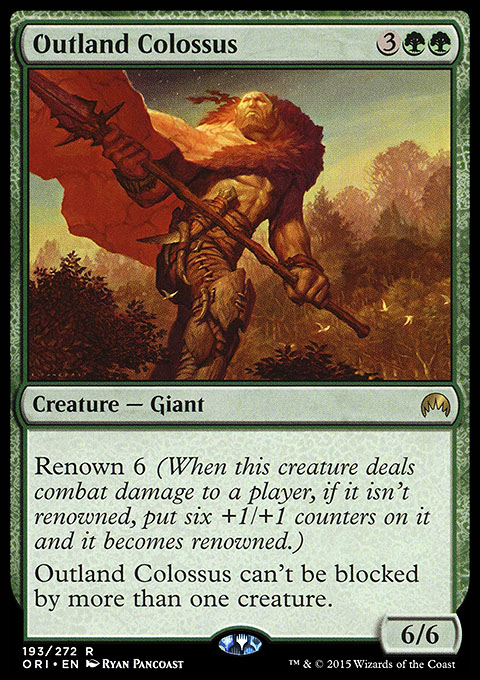 Outland Colossus 3
Creature — Giant
Renown 6 (When this creature deals
combat damage to a player, if it isn't
renowned, put six +1/+1 counters on it
and it becomes renowned.)
Outland Colossus can't be blocked
by more than one creature.
6/6
193/272 R
ORI • EN Ryan Pancoast
™ & © 2015 Wizards of the Coast